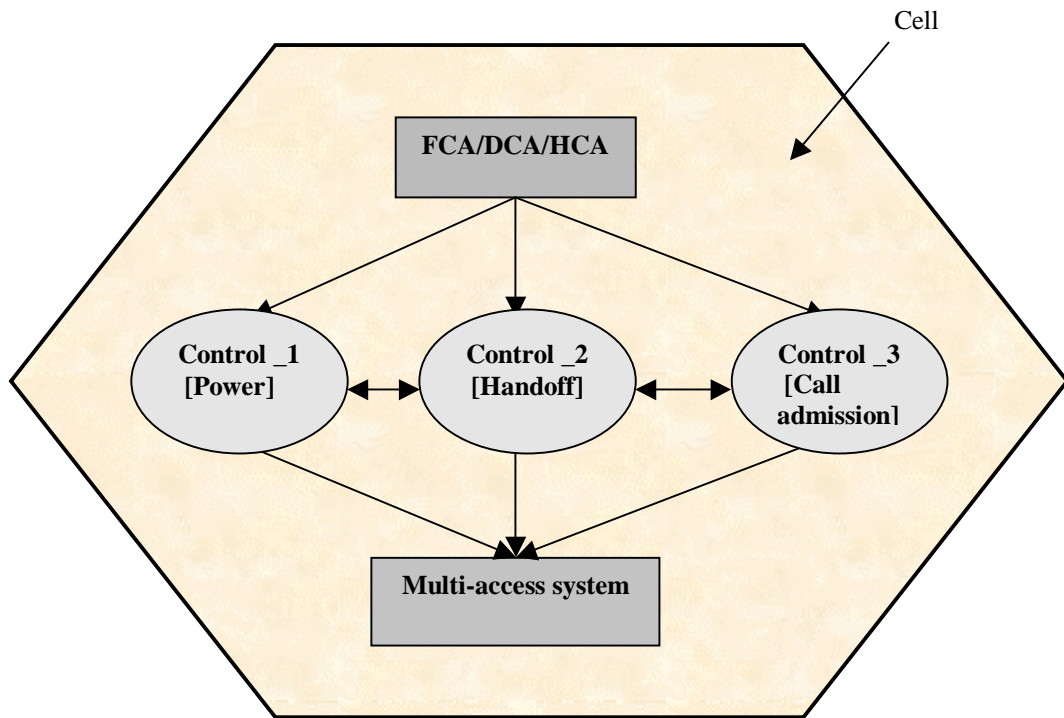 Cell
FCA/DCA/HCA
Control _1
[Power]
Control _2
[Handoff]
Control _3
[Call
admission]
Multi-access system